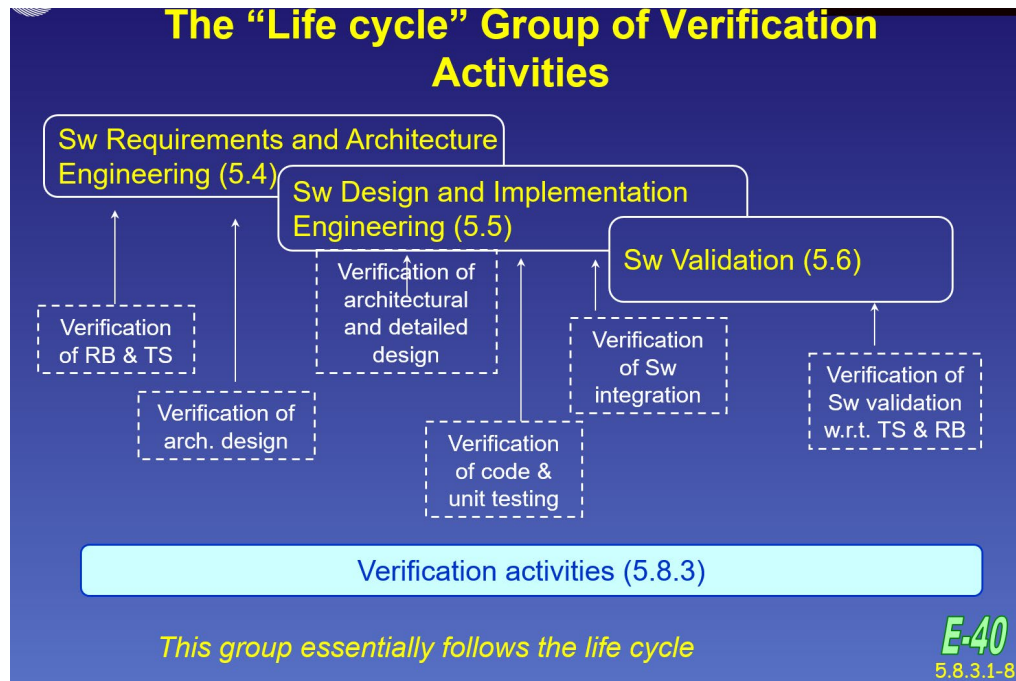 The “Life cycle” Group of Verification
Activities
Sw Requirements and Architecture
Engineering (5.4)
Sw Design and Implementation
Engineering (5.5)
Sw Validation (5.6)
Verification
of RB & TS
Verification of
arch. design
Verification of
architectural
and detailed
design
Verification
of code &
unit testing
Verification
of Sw
integration
Verification of
Sw validation
w.r.t. TS & RB
Verification activities (5.8.3)
This group essentially follows the life cycle
E-40
5.8.3.1-8